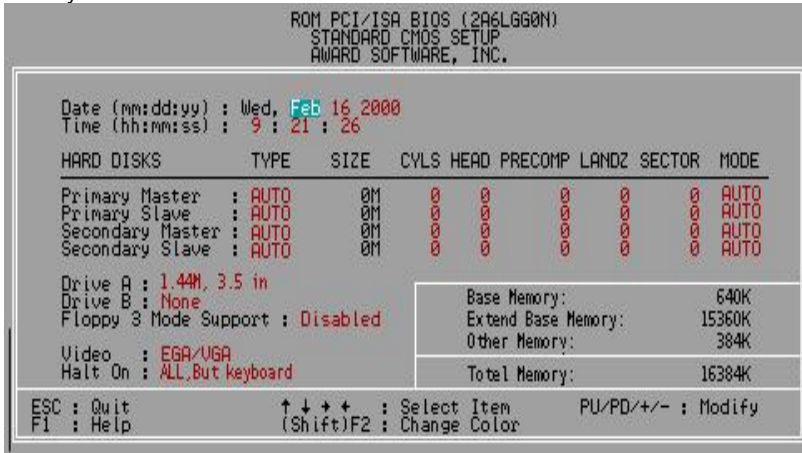 ROM PCI/ISA BIOS (2A6LGG0N)
STANDARD CMOS SETUP
AWARD SOFTWARE, INC.
Date (mm:dd:yy) : Wed, Feb 16 2000
Time (hh:mm:ss) : 9 : 21 : 26
HARD DISKS TYPE SIZE CYLS HEAD PRECOMP LANDZ SECTOR MODE
Primary Master : AUTO 0M 0 0 0 0 0 AUTO
Primary Slave : AUTO 0M 0 0 0 0 0 AUTO
Secondary Master : AUTO 0M 0 0 0 0 0 AUTO
Secondary Slave : AUTO 0M 0 0 0 0 0 AUTO
Drive A : 1.44M, 3.5 in
Drive B : None
Floppy 3 Mode Support : Disabled
Video : EGA/VGA
Halt On : ALL,But keyboard
Base Memory: 640K
Extend Base Memory: 15360K
Other Memory: 384K
Total Memory: 16384K
ESC : Quit ↑ ↓ → ← : Select Item PU/PD/+/- : Modify
F1 : Help (Shift)F2 : Change Color